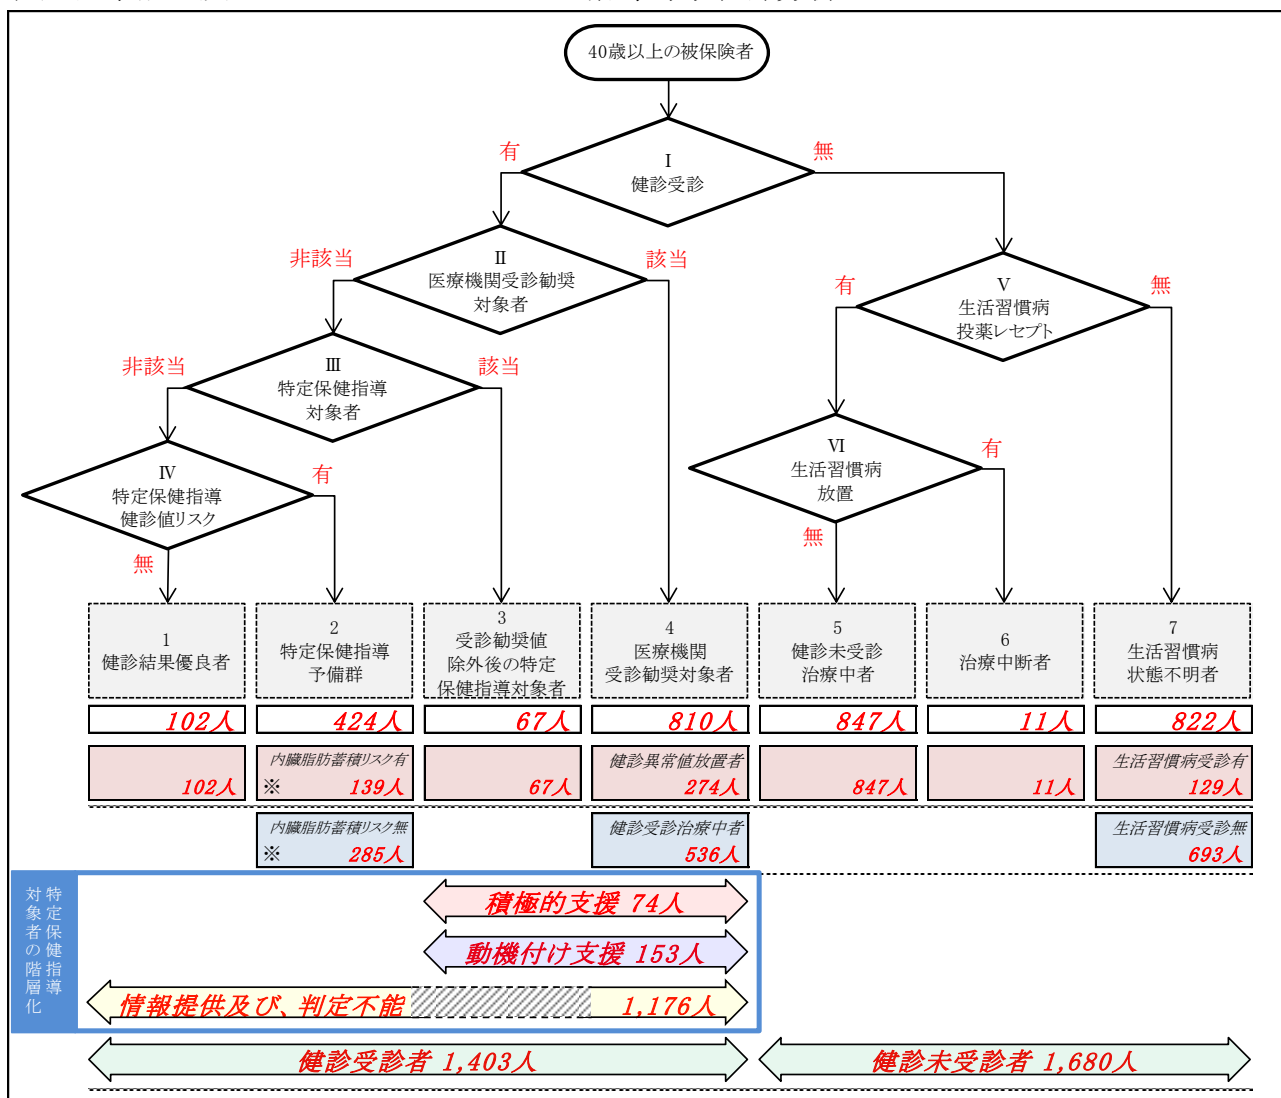 40歳以上の被保険者
Ⅰ
健診受診
有
無
Ⅱ
医療機関受診勧奨
対象者
非該当
該当
Ⅴ
生活習慣病
投薬レセプト
有
無
Ⅲ
特定保健指導
対象者
非該当
該当
Ⅳ
特定保健指導
健診値リスク
有
無
Ⅵ
生活習慣病
放置
有
無
1
健診結果優良者
2
特定保健指導
予備群
3
受診勧奨値
除外後の特定
保健指導対象者
4
医療機関
受診勧奨対象者
5
健診未受診
治療中者
6
治療中断者
7
生活習慣病
状態不明者
102人
424人
67人
810人
847人
11人
822人
102人
内臓脂肪蓄積リスク有
※ 139人
67人
健診異常値放置者
274人
847人
11人
生活習慣病受診有
129人
内臓脂肪蓄積リスク無
※ 285人
健診受診治療中者
536人
生活習慣病受診無
693人
特定保健指導
対象者の階層化
積極的支援 74人
動機付け支援 153人
情報提供及び、判定不能 1,176人
健診受診者 1,403人
健診未受診者 1,680人